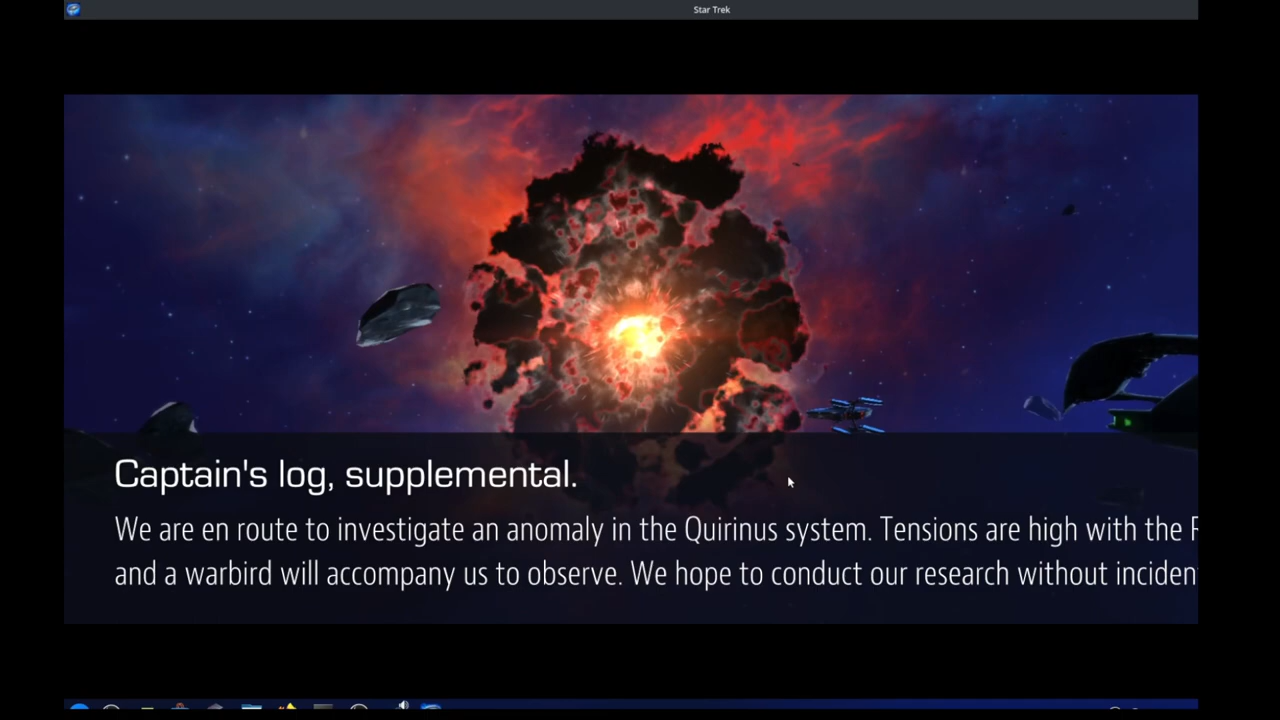 Star Trek
Captain's log, supplemental.
We are en route to investigate an anomaly in the Quirinus system. Tensions are high with the
and a warbird will accompany us to observe. We hope to conduct our research without